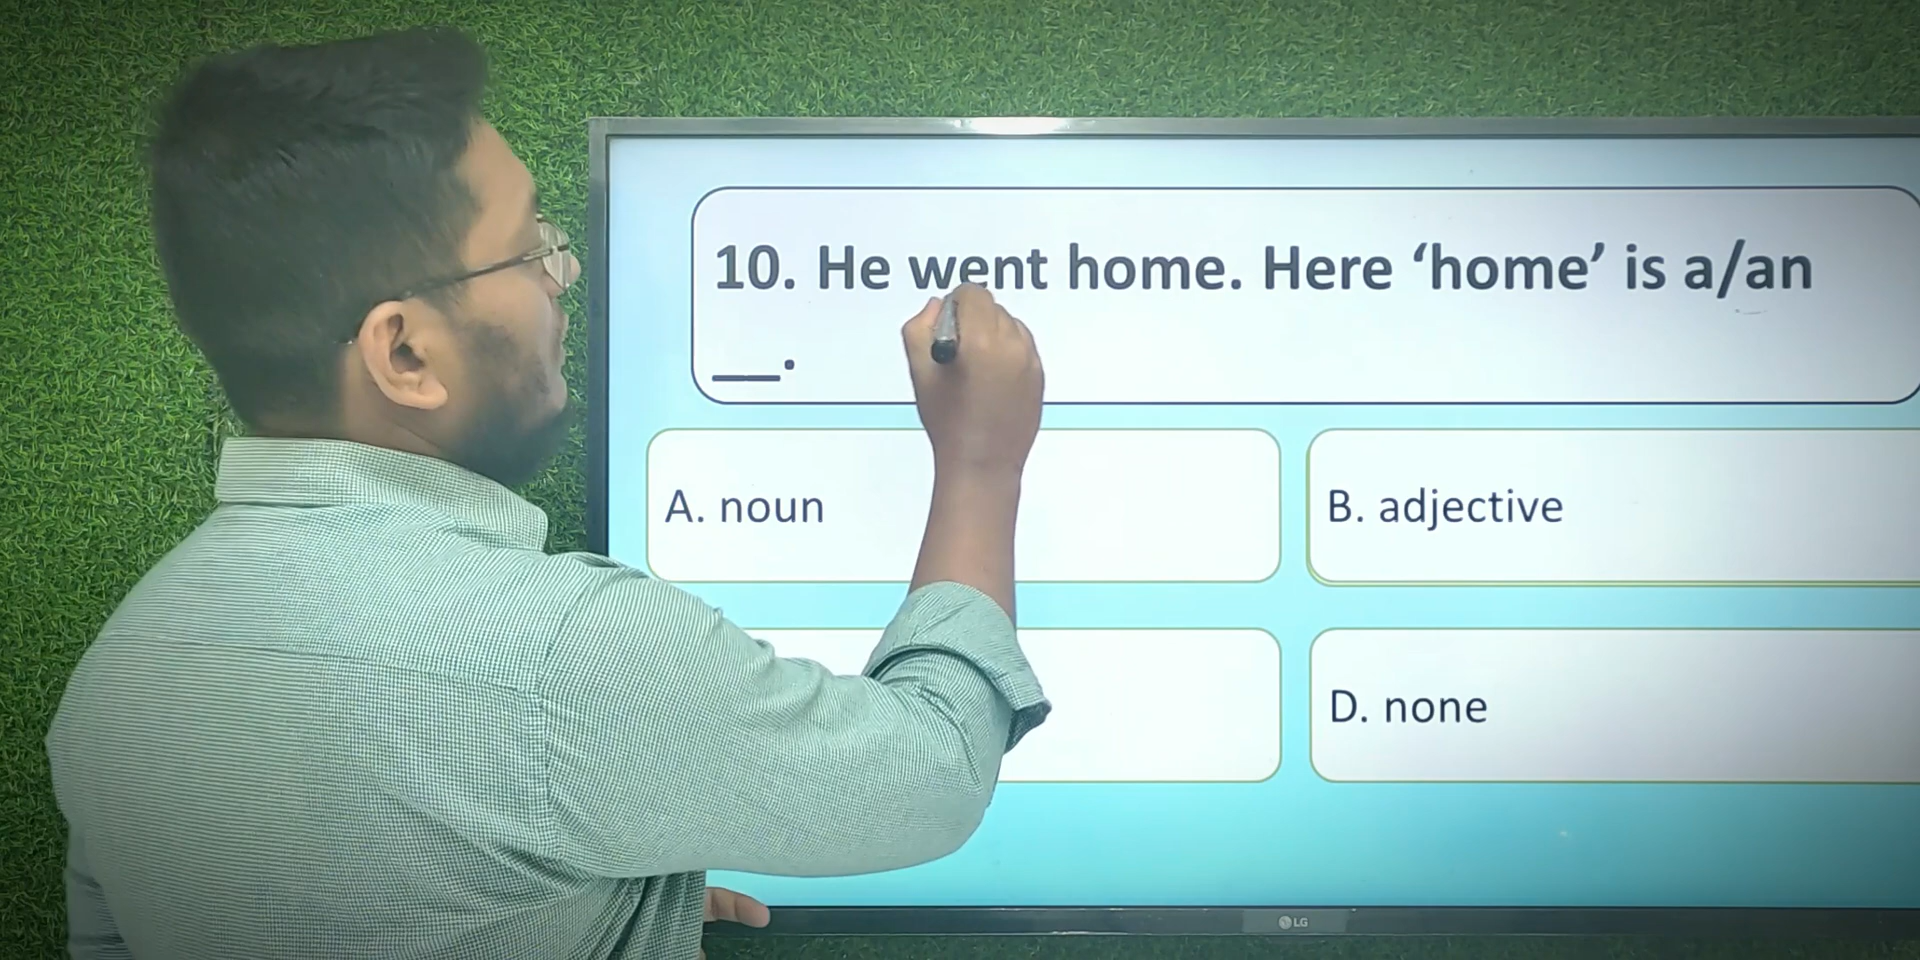 10. He went home. Here ‘home’ is a/an
___.
A. noun
B. adjective
D. none
LG